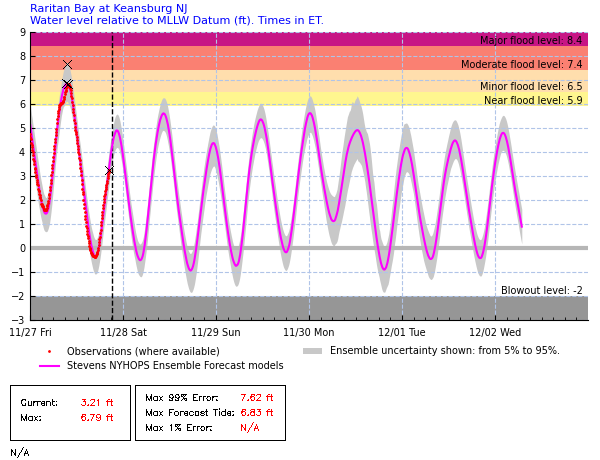 Raritan Bay at Keansburg NJ
Water level relative to MLLW Datum (ft). Times in ET.
9
Major flood level: 8.4
8
Moderate flood level: 7.4
7
Minor flood level: 6.5
6
Near flood level: 5.9
5
4
3
2
1
0
−1
Blowout level: -2
−2
−3
11/27 Fri 11/28 Sat 11/29 Sun 11/30 Mon 12/01 Tue 12/02 Wed
Observations (where available) Ensemble uncertainty shown: from 5% to 95%.
Stevens NYHOPS Ensemble Forecast models
Current: 3.21 ft
Max: 6.79 ft
Max 99% Error: 7.62 ft
Max Forecast Tide: 6.83 ft
Max 1% Error: N/A
N/A